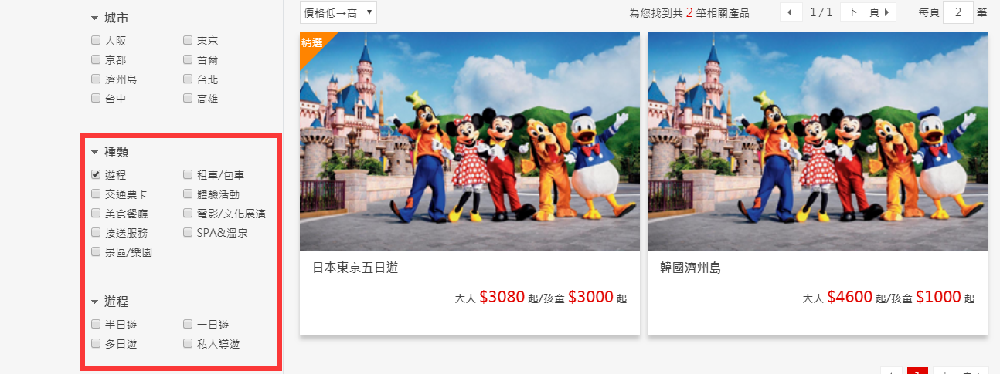 城市
大阪 東京
京都 首爾
濟州島 台北
台中 高雄
種類
遊程 租車/包車
交通票卡 體驗活動
美食餐廳 電影/文化展演
接送服務 SPA&溫泉
景區/樂園
遊程
半日遊 一日遊
多日遊 私人導遊
價格低→高 為您找到共 2 筆相關產品 1 / 1 下一頁 每頁 2 筆
精選
日本東京五日遊
大人 $3080 起/孩童 $3000 起
韓國濟州島
大人 $4600 起/孩童 $1000 起
1